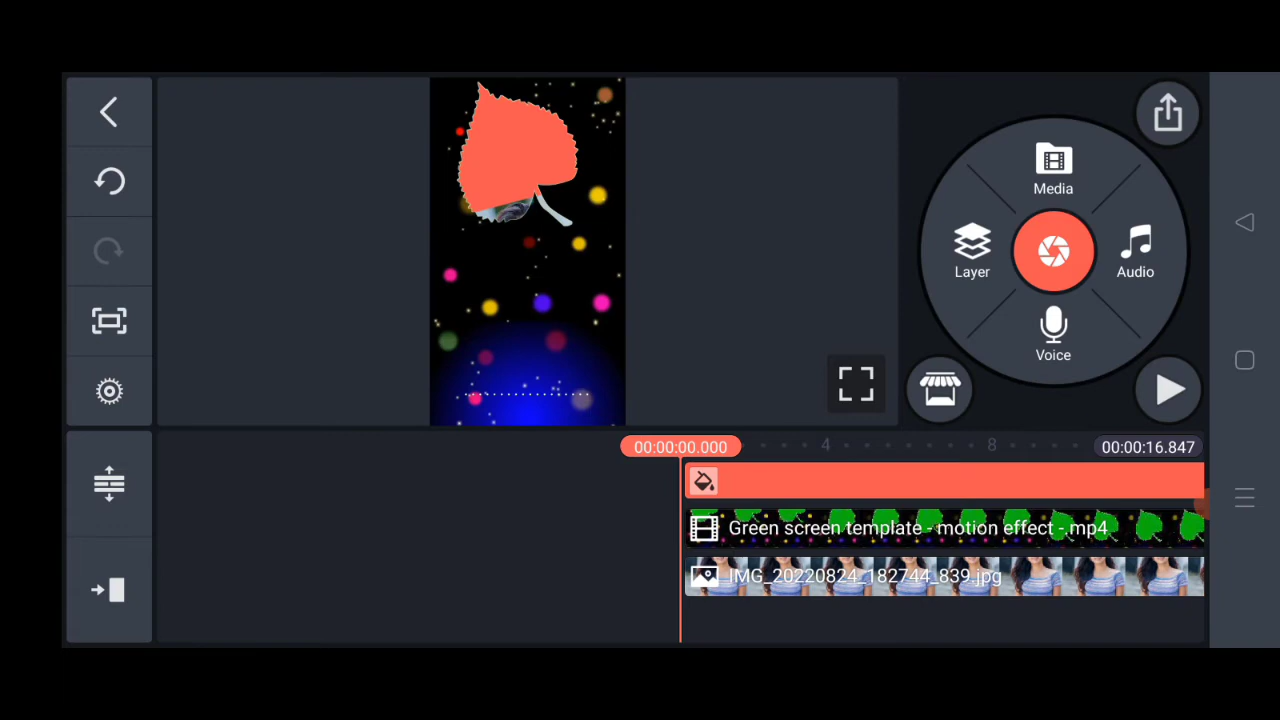 Media
Layer
Audio
Voice
00:00:00.000
4
8
00:00:16.847
Green screen template - motion effect -.mp4
IMG_20220824_182744_839.jpg